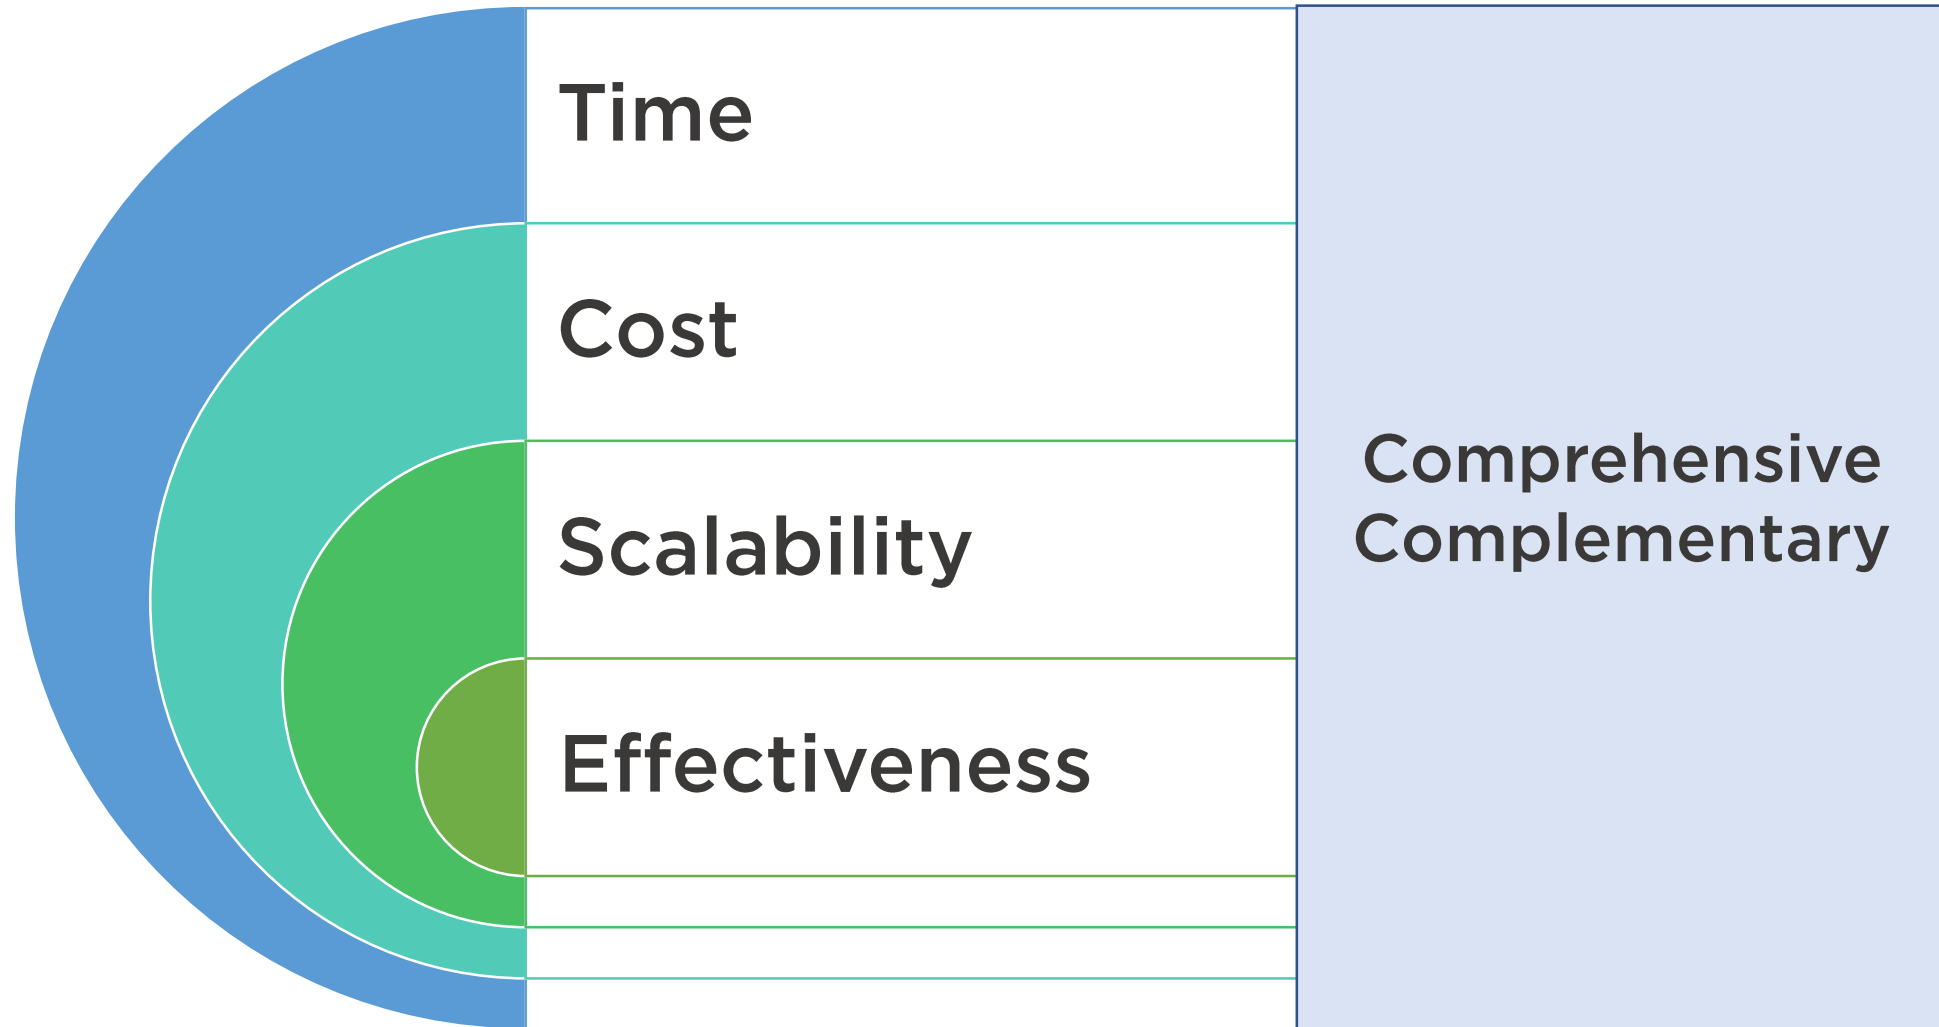 Time
Cost
Scalability
Effectiveness
Comprehensive
Complementary